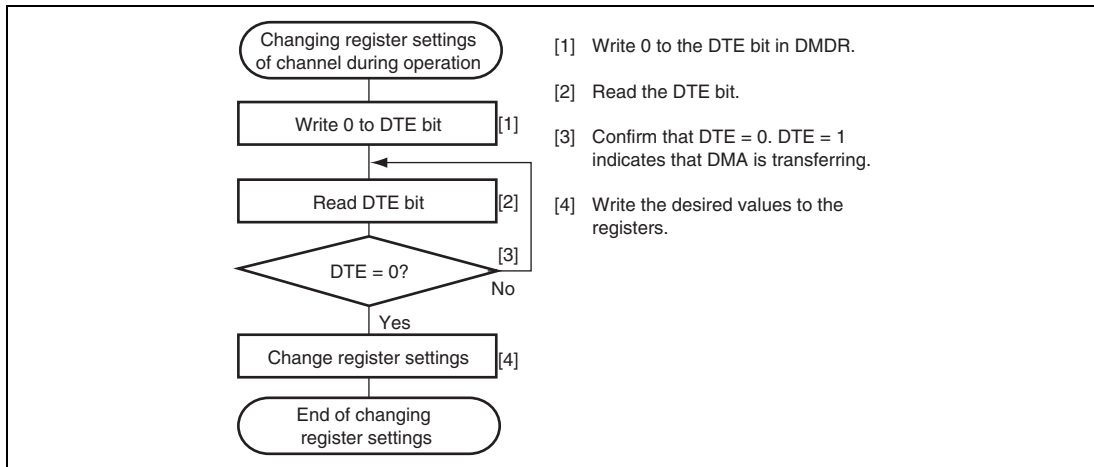 Changing register settings
of channel during operation
Write 0 to DTE bit
[1]
Read DTE bit
[2]
[3]
DTE = 0?
No
Yes
Change register settings
[4]
End of changing
register settings
[1] Write 0 to the DTE bit in DMDR.
[2] Read the DTE bit.
[3] Confirm that DTE = 0. DTE = 1
indicates that DMA is transferring.
[4] Write the desired values to the
registers.